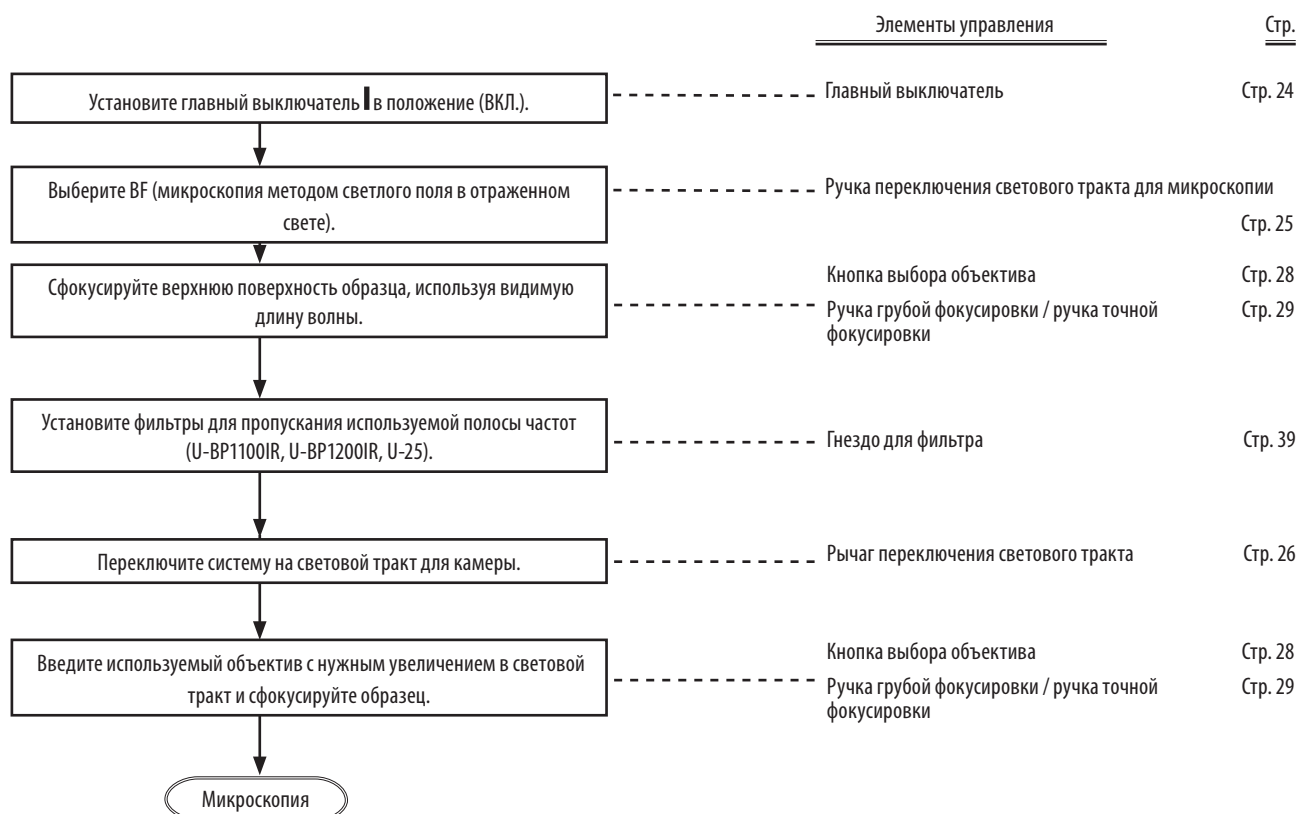 Элементы управления Стр.
Установите главный выключатель I в положение (ВКЛ.). Главный выключатель Стр. 24
Выберите BF (микроскопия методом светлого поля в отраженном
свете).
Ручка переключения светового тракта для микроскопии
Стр. 25
Сфокусируйте верхнюю поверхность образца, используя видимую
длину волны.
Кнопка выбора объектива Стр. 28
Ручка грубой фокусировки / ручка точной Стр. 29
фокусировки
Установите фильтры для пропускания используемой полосы частот
(U-BP1100IR, U-BP1200IR, U-25).
Гнездо для фильтра Стр. 39
Переключите систему на световой тракт для камеры. Рычаг переключения светового тракта Стр. 26
Введите используемый объектив с нужным увеличением в световой
тракт и сфокусируйте образец.
Кнопка выбора объектива Стр. 28
Ручка грубой фокусировки / ручка точной Стр. 29
фокусировки
Микроскопия